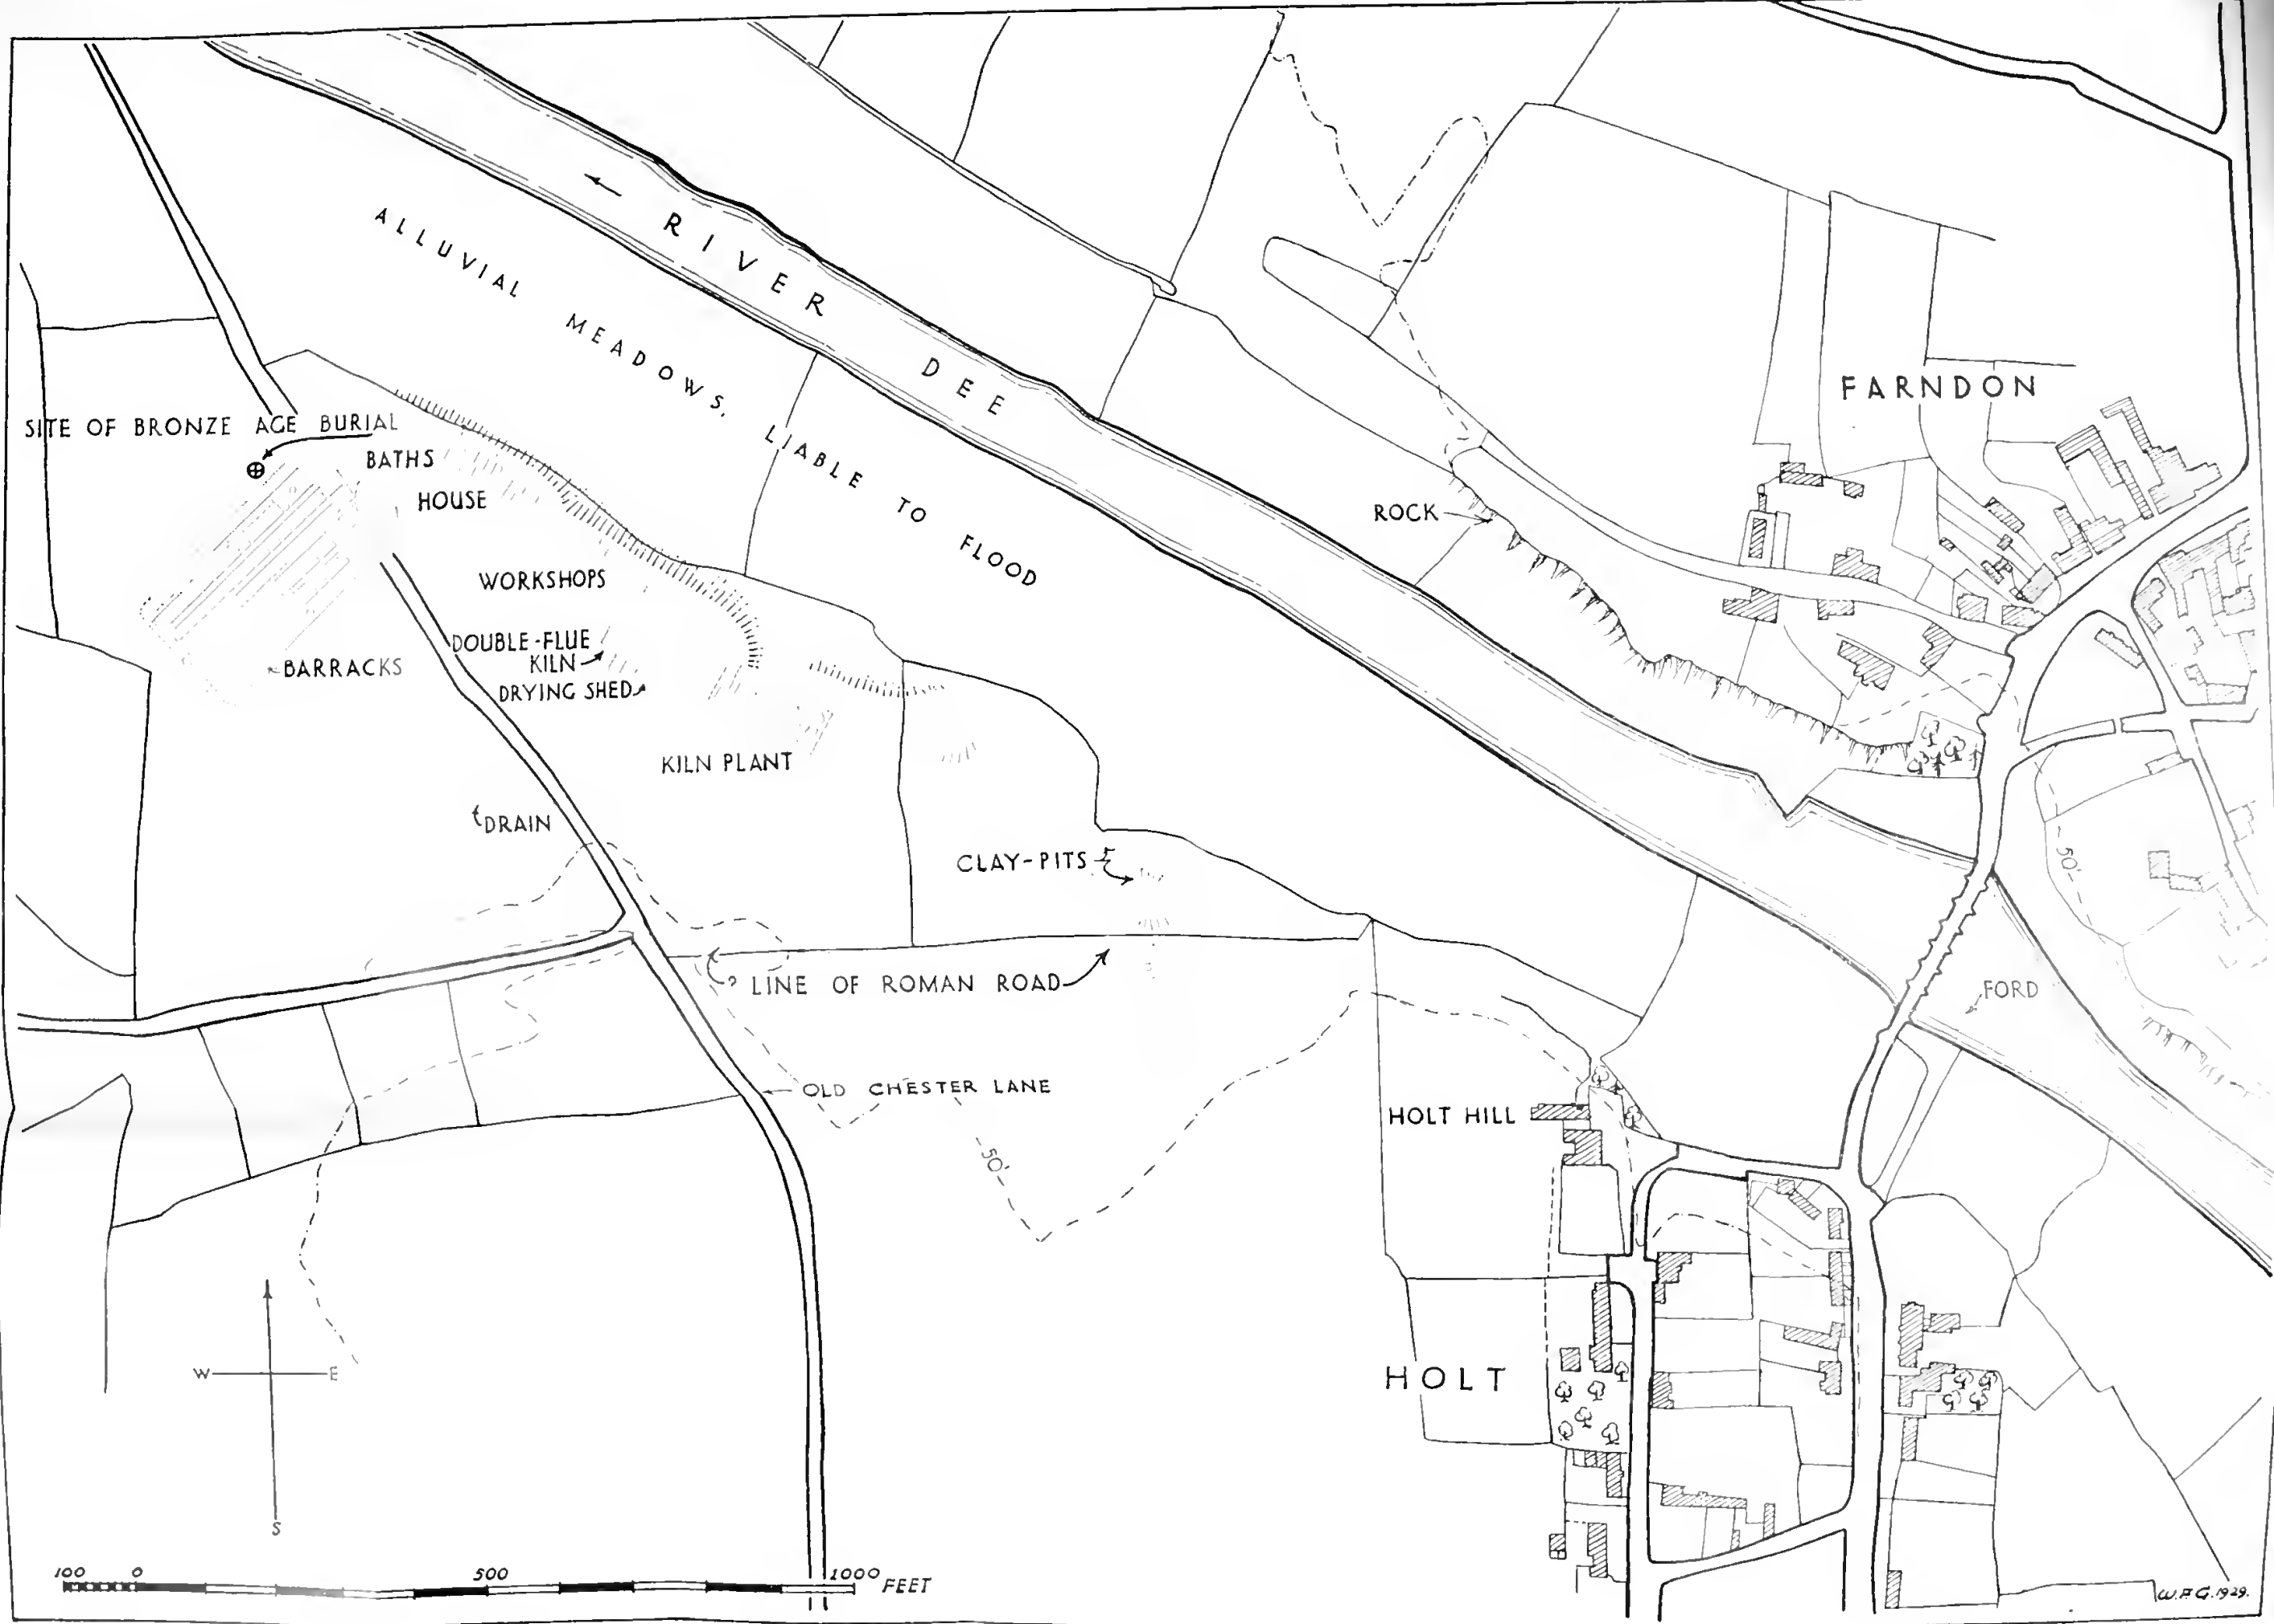 RIVER DEE
ALLUVIAL MEADOWS, LIABLE TO FLOOD
FARNDON
SITE OF BRONZE AGE BURIAL
BATHS
HOUSE
ROCK
WORKSHOPS
DOUBLE-FLUE
KILN
DRYING SHED
BARRACKS
KILN PLANT
DRAIN
CLAY-PITS
50'
? LINE OF ROMAN ROAD
FORD
OLD CHESTER LANE
HOLT HILL
50'
W E
S
HOLT
100 0 500 1000 FEET
W.F.G. 1929.